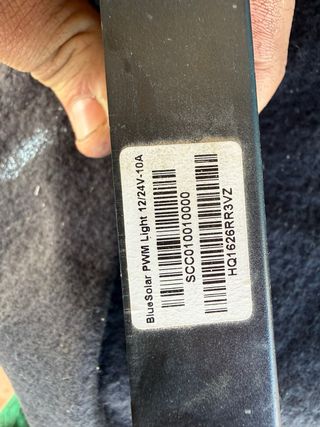 BlueSolar PWM Light 12/24V-10A
SCC010010000
HQ1626RR3VZ